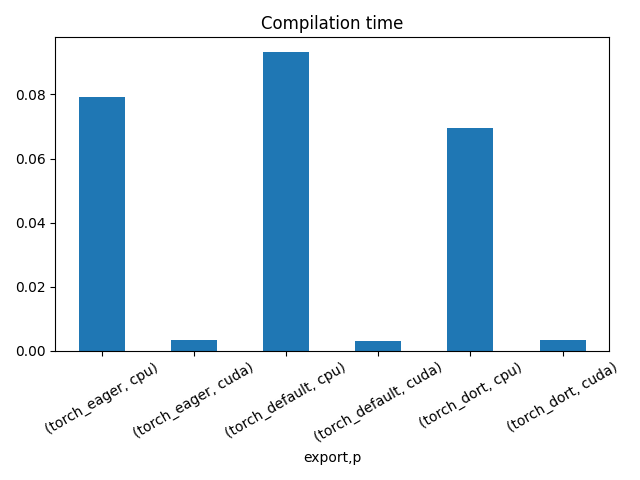 Compilation time
0.08
0.06
0.04
0.02
0.00
(torch_eager, cpu)
(torch_eager, cuda)
(torch_default, cpu)
(torch_default, cuda)
(torch_dort, cpu)
(torch_dort, cuda)
export,p